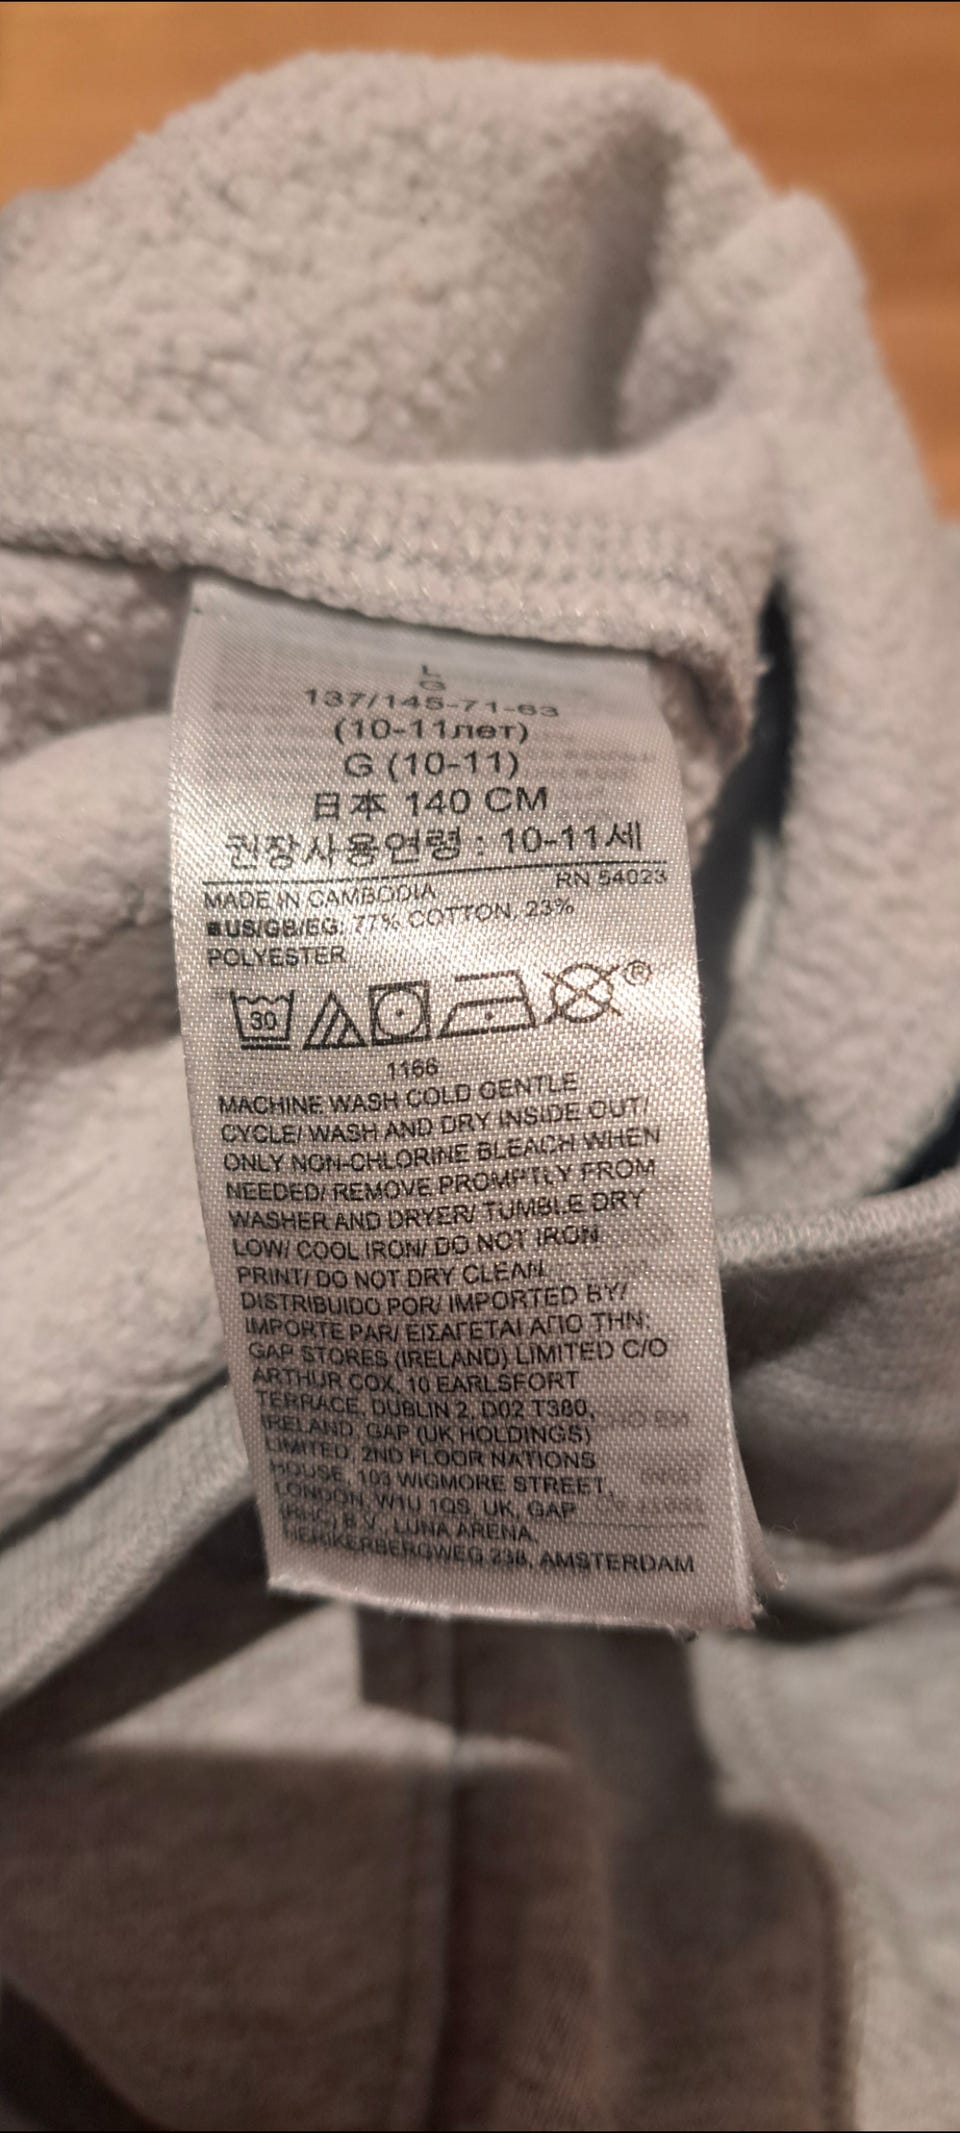 L
G
137/145-71-63
(10-11лет)
G (10-11)
日本 140 CM
권장사용연령 : 10-11세
RN 54023
MADE IN CAMBODIA
US/GB/EG: 77% COTTON, 23%
POLYESTER
30
®
1166
MACHINE WASH COLD GENTLE
CYCLE/ WASH AND DRY INSIDE OUT/
ONLY NON-CHLORINE BLEACH WHEN
NEEDED/ REMOVE PROMPTLY FROM
WASHER AND DRYER/ TUMBLE DRY
LOW/ COOL IRON/ DO NOT IRON
PRINT/ DO NOT DRY CLEAN
DISTRIBUIDO POR/ IMPORTED BY/
IMPORTE PAR/ ΕΙΣΑΓΕΤΑΙ ΑΠΟ ΤΗΝ:
GAP STORES (IRELAND) LIMITED C/O
ARTHUR COX, 10 EARLSFORT
TERRACE, DUBLIN 2, D02 T380,
IRELAND, GAP (UK HOLDINGS)
LIMITED, 2ND FLOOR NATIONS
HOUSE, 103 WIGMORE STREET,
LONDON, W1U 1QS, UK, GAP
(RHC) B.V., LUNA ARENA,
HERIKERBERGWEG 238, AMSTERDAM